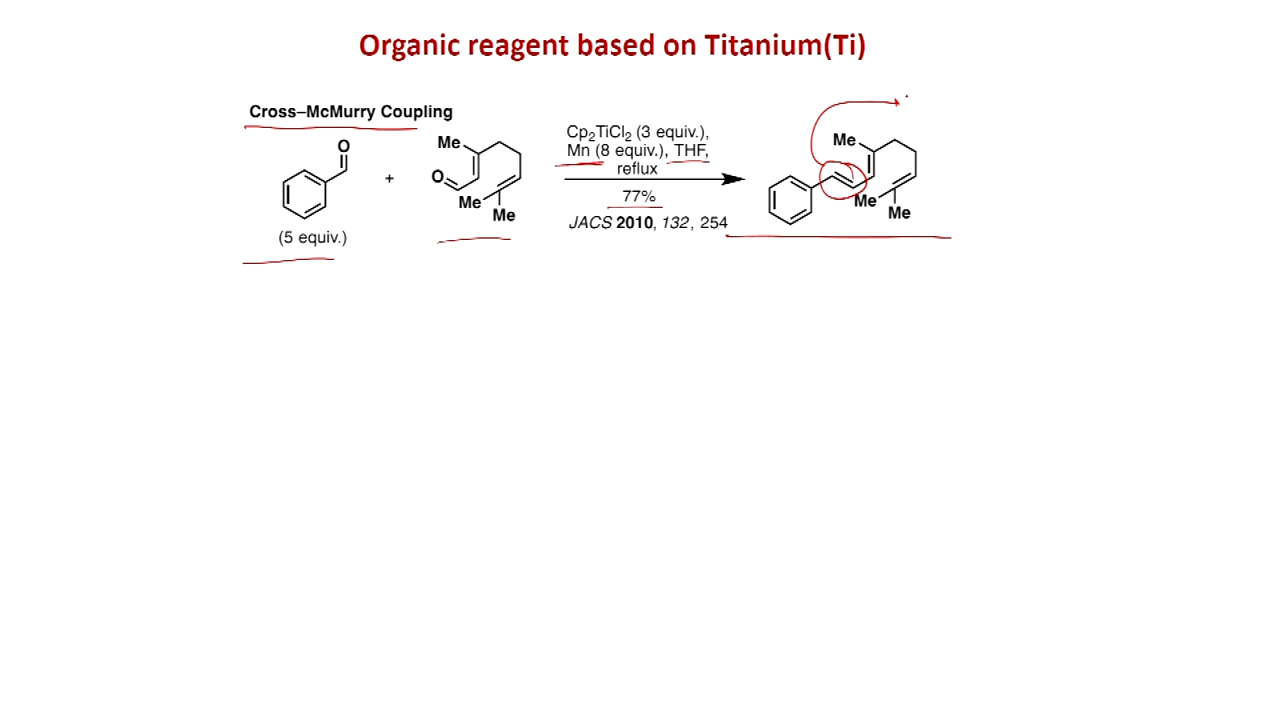 Organic reagent based on Titanium(Ti)
Cross–McMurry Coupling
O
(5 equiv.)
+
Me
O
Me
Me
Cp₂TiCl₂ (3 equiv.),
Mn (8 equiv.), THF,
reflux
77%
JACS 2010, 132, 254
Me
Me
Me